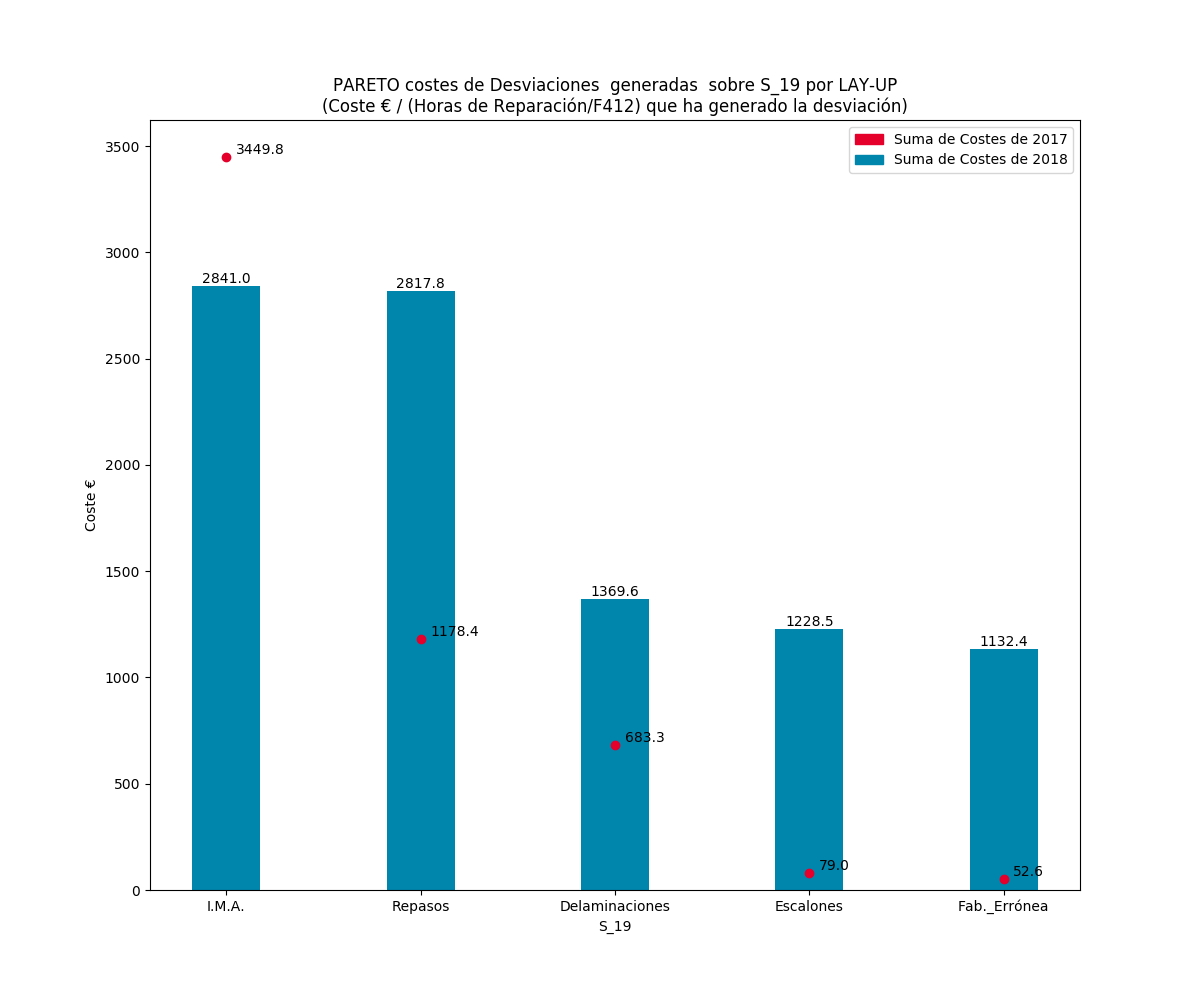 PARETO costes de Desviaciones  generadas  sobre S_19 por LAY-UP
(Coste € / (Horas de Reparación/F412) que ha generado la desviación)
Suma de Costes de 2017
Suma de Costes de 2018
Coste €
3500
3000
2500
2000
1500
1000
500
0
3449.8
2841.0
2817.8
1178.4
1369.6
683.3
1228.5
79.0
1132.4
52.6
I.M.A.
Repasos
Delaminaciones
Escalones
Fab._Errónea
S_19